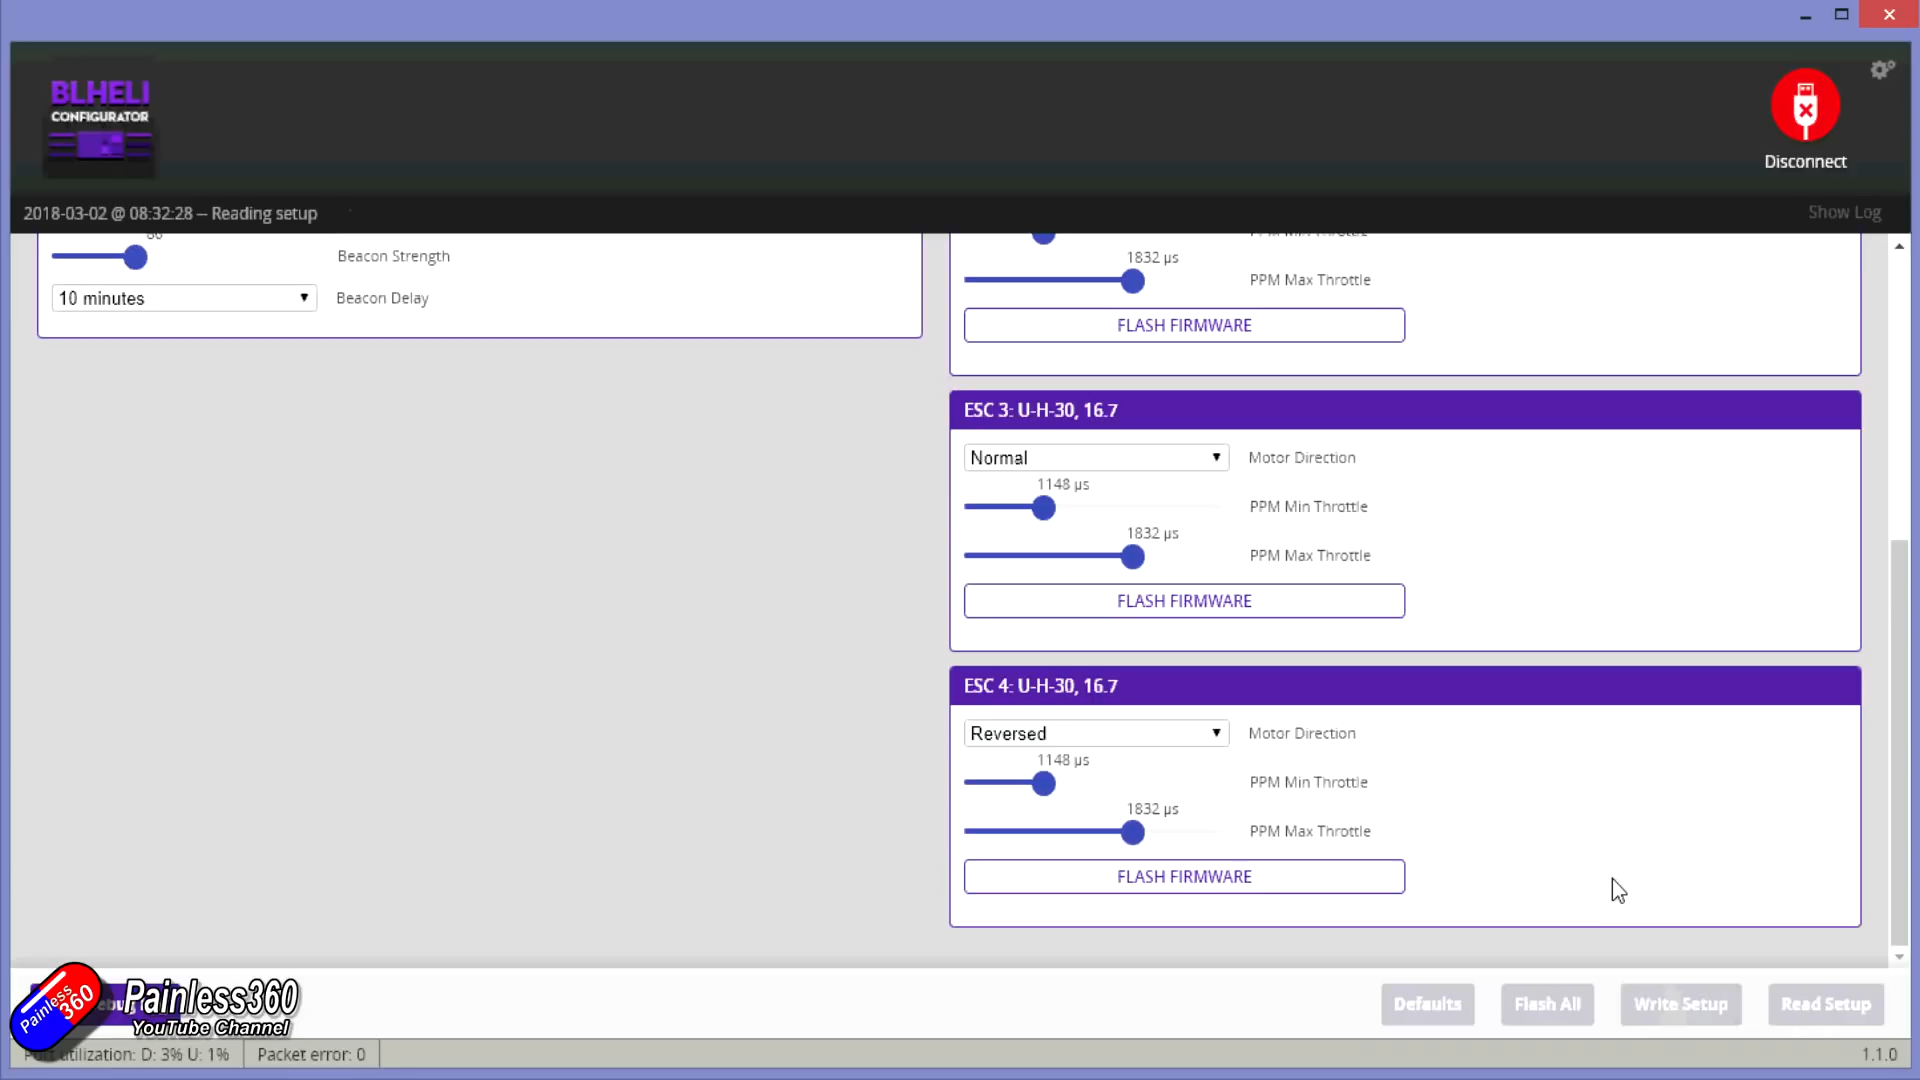 BLHELI
CONFIGURATOR
Disconnect
2018-03-02 @ 08:32:28 -- Reading setup
Show Log
Beacon Strength
10 minutes
Beacon Delay
1832 µs
PPM Max Throttle
FLASH FIRMWARE
ESC 3: U-H-30, 16.7
Normal
Motor Direction
1148 µs
PPM Min Throttle
1832 µs
PPM Max Throttle
FLASH FIRMWARE
ESC 4: U-H-30, 16.7
Reversed
Motor Direction
1148 µs
PPM Min Throttle
1832 µs
PPM Max Throttle
FLASH FIRMWARE
Painless
360
Painless360
YouTube Channel
Defaults
Flash All
Write Setup
Read Setup
utilization: D: 3% U: 1%
Packet error: 0
1.1.0